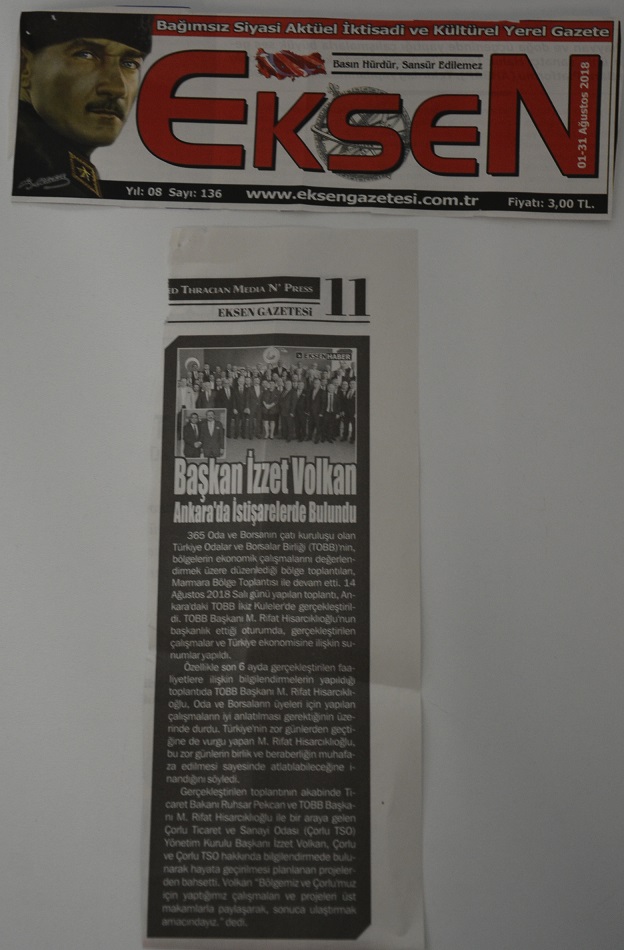 Bağımsız Siyasi Aktüel İktisadi ve Kültürel Yerel Gazete
Basın Hürdür, Sansür Edilemez
EKSEN
01-31 Ağustos 2018
Yıl: 08 Sayı: 136 www.eksengazetesi.com.tr Fiyatı: 3,00 TL.
D THRACIAN MEDIA N' PRESS
EKSEN GAZETESİ
11
EKSENHABER
Başkan İzzet Volkan
Ankara'da İstişarelerde Bulundu
365 Oda ve Borsanın çatı kuruluşu olan
Türkiye Odalar ve Borsalar Birliği (TOBB)'nin,
bölgelerin ekonomik çalışmalarını değerlen-
dirmek üzere düzenlediği bölge toplantıları,
Marmara Bölge Toplantısı ile devam etti. 14
Ağustos 2018 Salı günü yapılan toplantı, An-
kara'daki TOBB İkiz Kuleler'de gerçekleştiril-
di. TOBB Başkanı M. Rifat Hisarcıklıoğlu'nun
başkanlık ettiği oturumda, gerçekleştirilen
çalışmalar ve Türkiye ekonomisine ilişkin su-
numlar yapıldı.
Özellikle son 6 ayda gerçekleştirilen faa-
liyetlere ilişkin bilgilendirmelerin yapıldığı
toplantıda TOBB Başkanı M. Rifat Hisarcıklı-
oğlu, Oda ve Borsaların üyeleri için yapılan
çalışmaların iyi anlatılması gerektiğinin üze-
rinde durdu. Türkiye'nin zor günlerden geçti-
ğine de vurgu yapan M. Rifat Hisarcıklıoğlu,
bu zor günlerin birlik ve beraberliğin muhafa-
za edilmesi sayesinde atlatılabileceğine i-
nandığını söyledi.
Gerçekleştirilen toplantının akabinde Ti-
caret Bakanı Ruhsar Pekcan ve TOBB Başka-
nı M. Rifat Hisarcıklıoğlu ile bir araya gelen
Çorlu Ticaret ve Sanayi Odası (Çorlu TSO)
Yönetim Kurulu Başkanı İzzet Volkan, Çorlu
ve Çorlu TSO hakkında bilgilendirmede bulu-
narak hayata geçirilmesi planlanan projeler-
den bahsetti. Volkan "Bölgemiz ve Çorlu'muz
için yaptığımız çalışmaları ve projeleri üst
makamlarla paylaşarak, sonuca ulaştırmak
amacındayız." dedi.